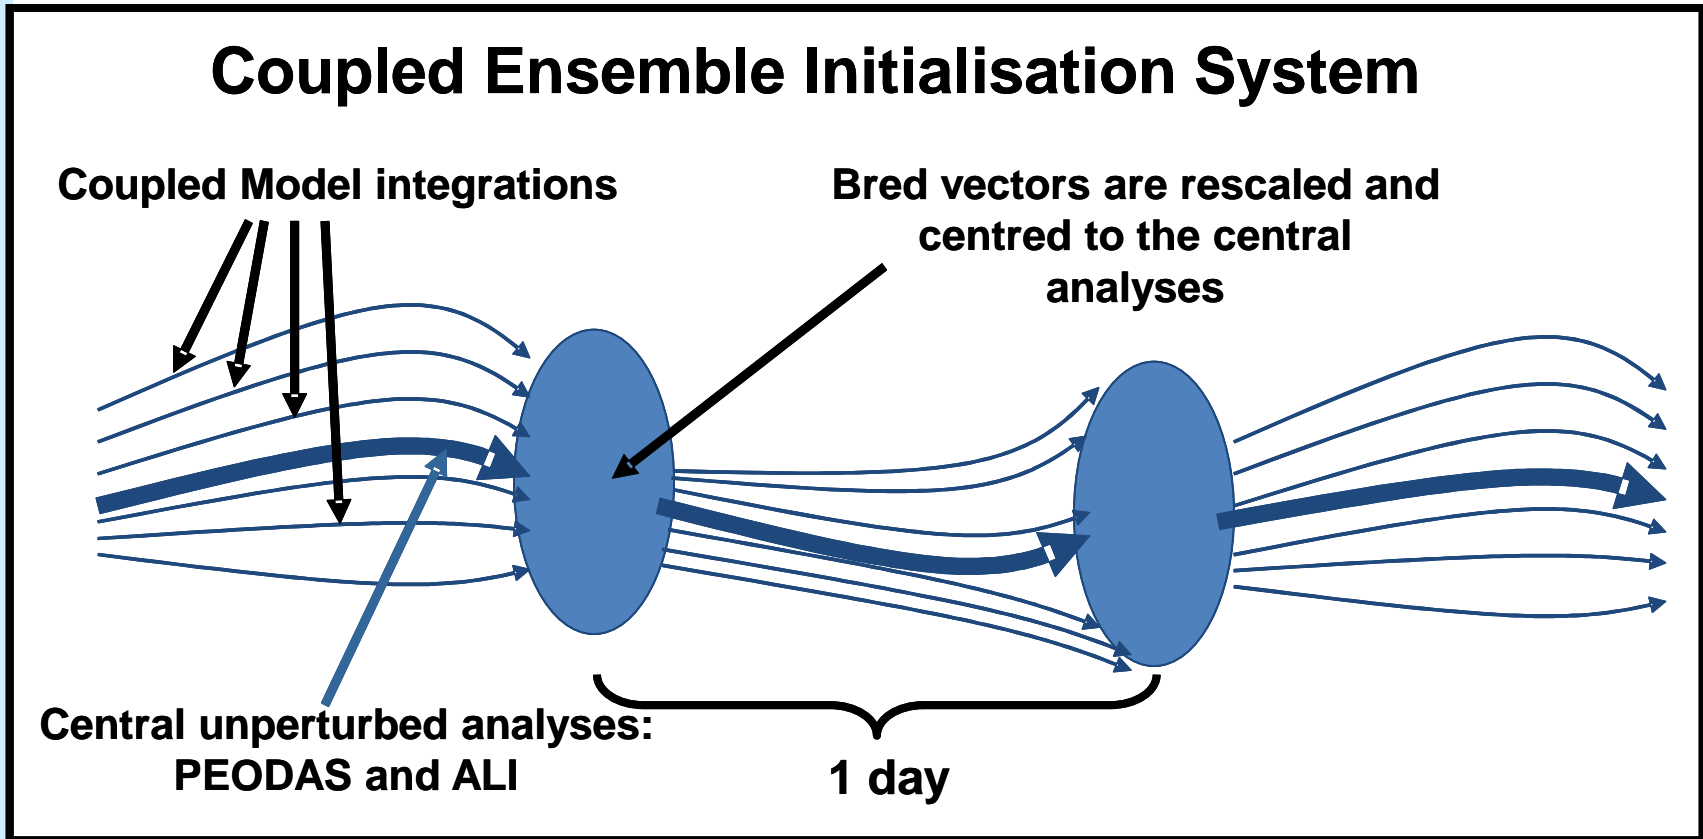 Coupled Ensemble Initialisation System
Coupled Model integrations
Bred vectors are rescaled and
centred to the central
analyses
Central unperturbed analyses:
PEODAS and ALI
1 day